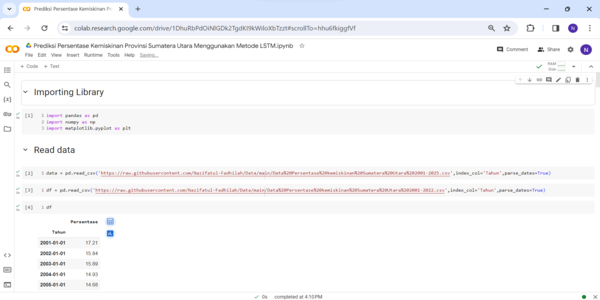 Prediksi Persentase Kemiskina
colab.research.google.com/drive/1DhuRbPdOiNlGDk2TgdKI9kWiloXbTzzt#scrollTo=hhu6fkiggfVf
N
CO
Prediksi Persentase Kemiskinan Provinsi Sumatera Utara Menggunakan Metode LSTM.ipynb
Comment
Share
N
File Edit View Insert Runtime Tools Help Saving...
+ Code + Text
RAM
Disk
Importing Library
[1] 1 import pandas as pd
2 import numpy as np
3 import matplotlib.pyplot as plt
Read data
1 data = pd.read_csv('https://raw.githubusercontent.com/Nazifatul-Fadhilah/Data/main/Data%20Persentase%20Kemiskinan%20Sumatera%20Utara%202001-2023.csv',index_col='Tahun',parse_dates=True)
[3] 1 df = pd.read_csv('https://raw.githubusercontent.com/Nazifatul-Fadhilah/Data/main/Data%20Persentase%20Kemiskinan%20Sumatera%20Utara%202001-2012.csv',index_col='Tahun',parse_dates=True)
[4] 1 df
Persentase
Tahun
2001-01-01 17.21
2002-01-01 15.84
2003-01-01 15.89
2004-01-01 14.93
2005-01-01 14.68
0s completed at 4:10 PM